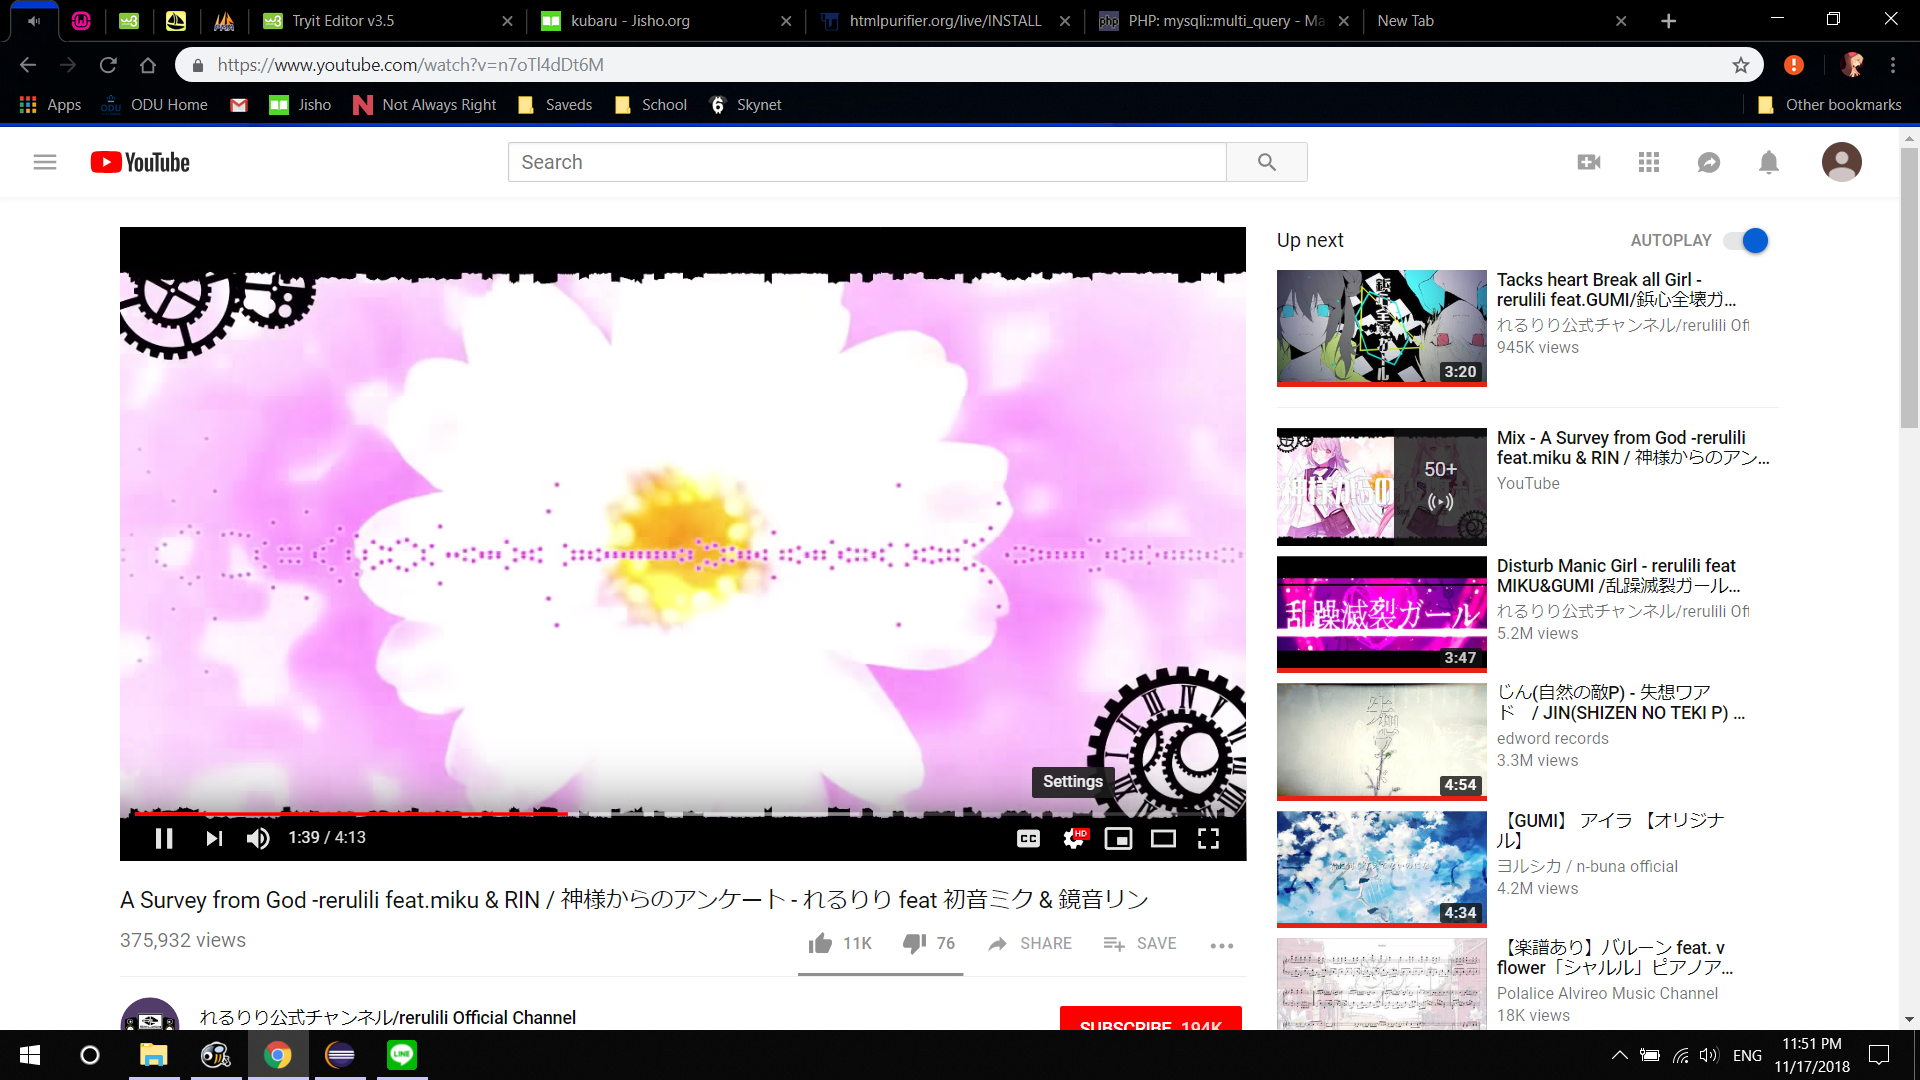 Tryit Editor v3.5
kubaru - Jisho.org
htmlpurifier.org/live/INSTALL
PHP: mysqli::multi_query - Ma
New Tab
https://www.youtube.com/watch?v=n7oTl4dDt6M
Apps
ODU Home
Jisho
Not Always Right
Saveds
School
Skynet
Other bookmarks
YouTube
Search
Up next
AUTOPLAY
Tacks heart Break all Girl -
rerulili feat.GUMI/鋲心全壊ガ...
れるりり公式チャンネル/rerulili Off
945K views
3:20
Mix - A Survey from God -rerulili
feat.miku & RIN / 神様からのアン...
YouTube
50+
Disturb Manic Girl - rerulili feat
MIKU&GUMI /乱躁滅裂ガール...
れるりり公式チャンネル/rerulili Off
5.2M views
乱躁滅裂ガール
3:47
じん(自然の敵P) - 失想ワア
ド / JIN(SHIZEN NO TEKI P) ...
edword records
3.3M views
4:54
【GUMI】 アイラ 【オリジナ
ル】
ヨルシカ / n-buna official
4.2M views
4:34
【楽譜あり】バルーン feat. v
flower「シャルル」ピアノア...
Polalice Alvireo Music Channel
18K views
Settings
1:39 / 4:13
CC
HD
A Survey from God -rerulili feat.miku & RIN / 神様からのアンケート - れるりり feat 初音ミク & 鏡音リン
375,932 views
11K
76
SHARE
SAVE
れるりり公式チャンネル/rerulili Official Channel
SUBSCRIBE 194K
LINE
ENG
11:51 PM
11/17/2018